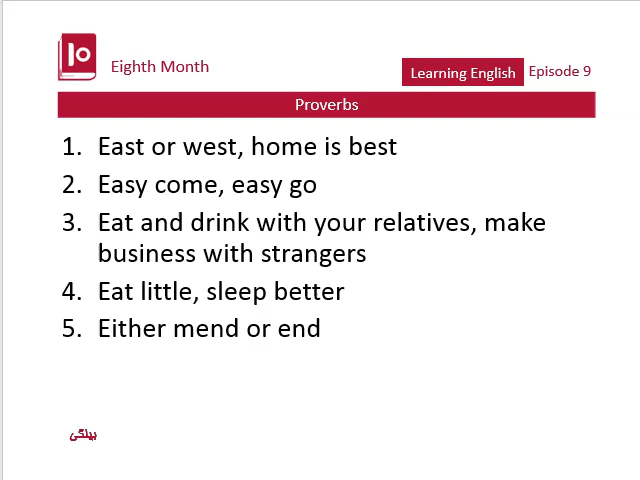 Eighth Month
Learning English Episode 9
Proverbs
1. East or west, home is best
2. Easy come, easy go
3. Eat and drink with your relatives, make
business with strangers
4. Eat little, sleep better
5. Either mend or end